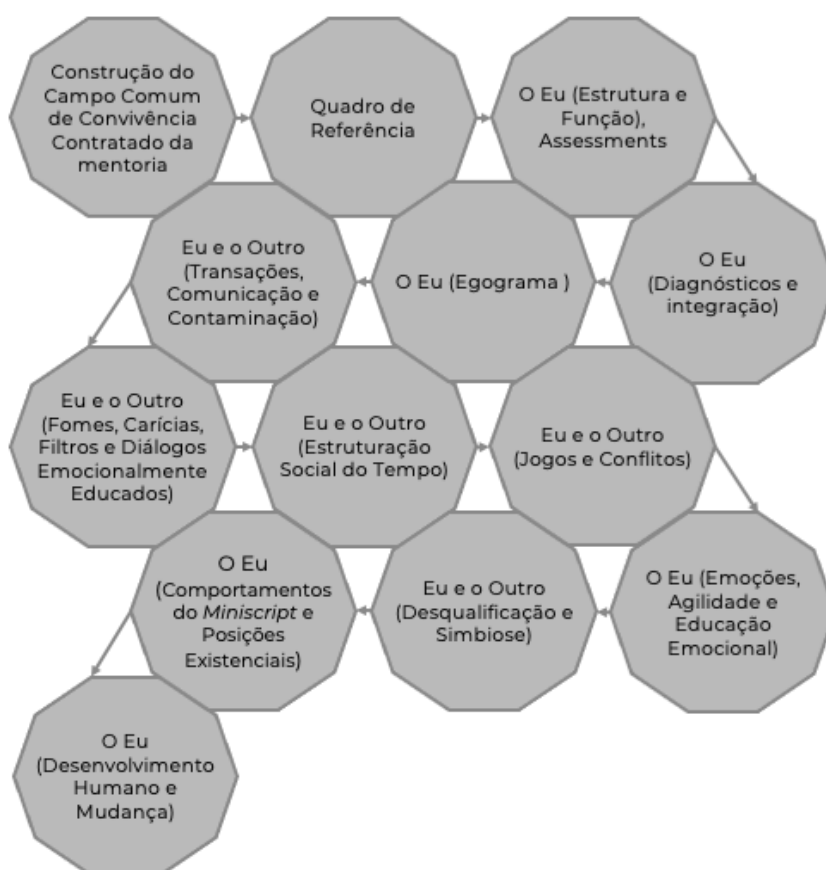 Construção do
Campo Comum
de Convivência
Contratado da
mentoria
Quadro de
Referência
O Eu (Estrutura e
Função),
Assessments
O Eu
(Diagnósticos e
integração)
O Eu (Egograma )
Eu e o Outro
(Transações,
Comunicação e
Contaminação)
Eu e o Outro
(Fomes, Carícias,
Filtros e Diálogos
Emocionalmente
Educados)
Eu e o Outro
(Estruturação
Social do Tempo)
Eu e o Outro
(Jogos e Conflitos)
O Eu (Emoções,
Agilidade e
Educação
Emocional)
Eu e o Outro
(Desqualificação e
Simbiose)
O Eu
(Comportamentos
do Miniscript e
Posições
Existenciais)
O Eu
(Desenvolvimento
Humano e
Mudança)